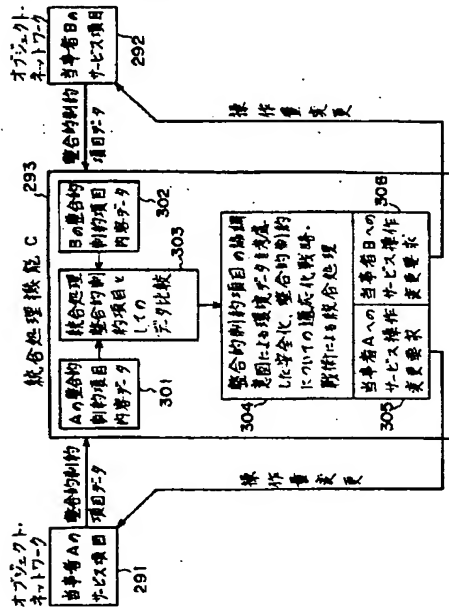 オブジェクト・
ネットワーク
当事者Aの
サービス項目
291
整合的制約
項目データ
統合処理機能 C
293
Aの整合的
制約項目
内容データ
301
統合処理
整合的制
約項目と
しての
データ比較
303
Bの整合的
制約項目
内容データ
302
整合的制約
項目データ
オブジェクト・
ネットワーク
当事者Bの
サービス項目
292
整合的制約項目の
意図による環境データを考慮
した安全化、整合的制約
についての適応化戦略・
戦術による統合処理
304
当事者Aへの
サービス操作
変更要求
305
当事者Bへの
サービス操作
変更要求
306
操作量変更
操作量変更